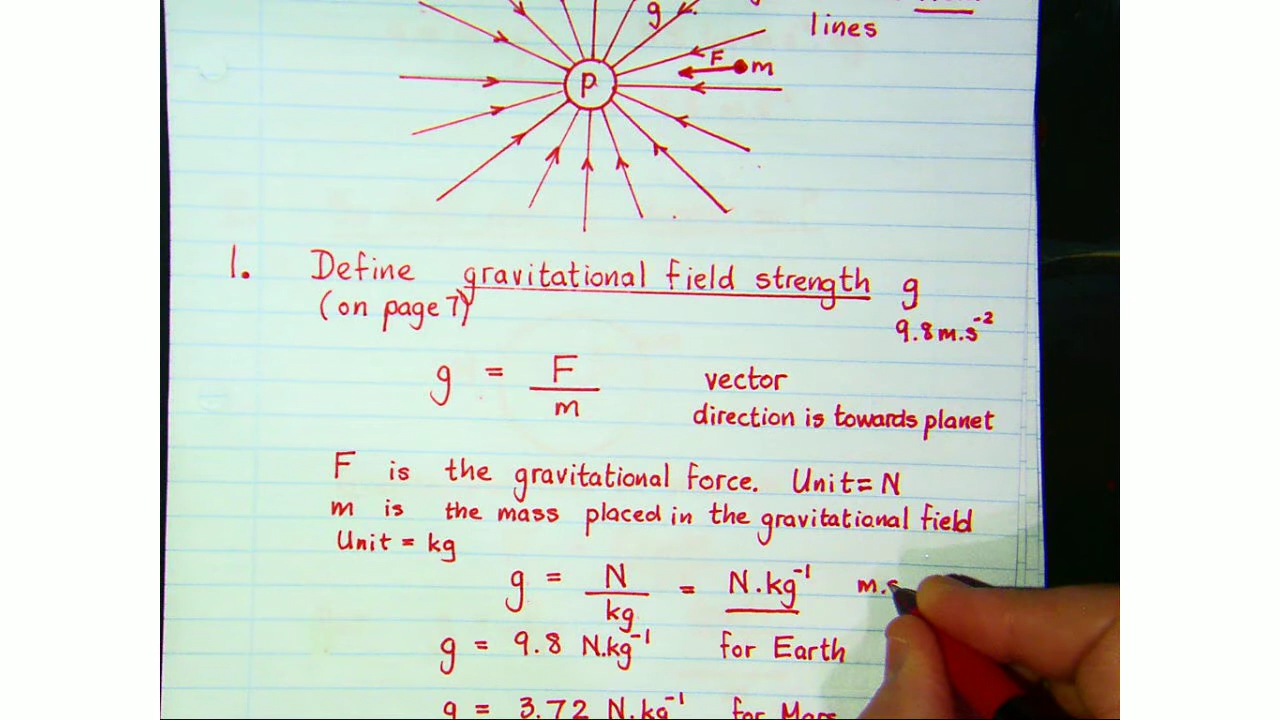 g
lines
F m
P
1. Define gravitational field strength g
(on page 7)
9.8 m.s⁻²
g = F/m vector
direction is towards planet
F is the gravitational force. Unit = N
m is the mass placed in the gravitational field
Unit = kg
g = N/kg = N.kg⁻¹ m.s
g = 9.8 N.kg⁻¹ for Earth
g = 3.72 N.kg⁻¹ for Mars